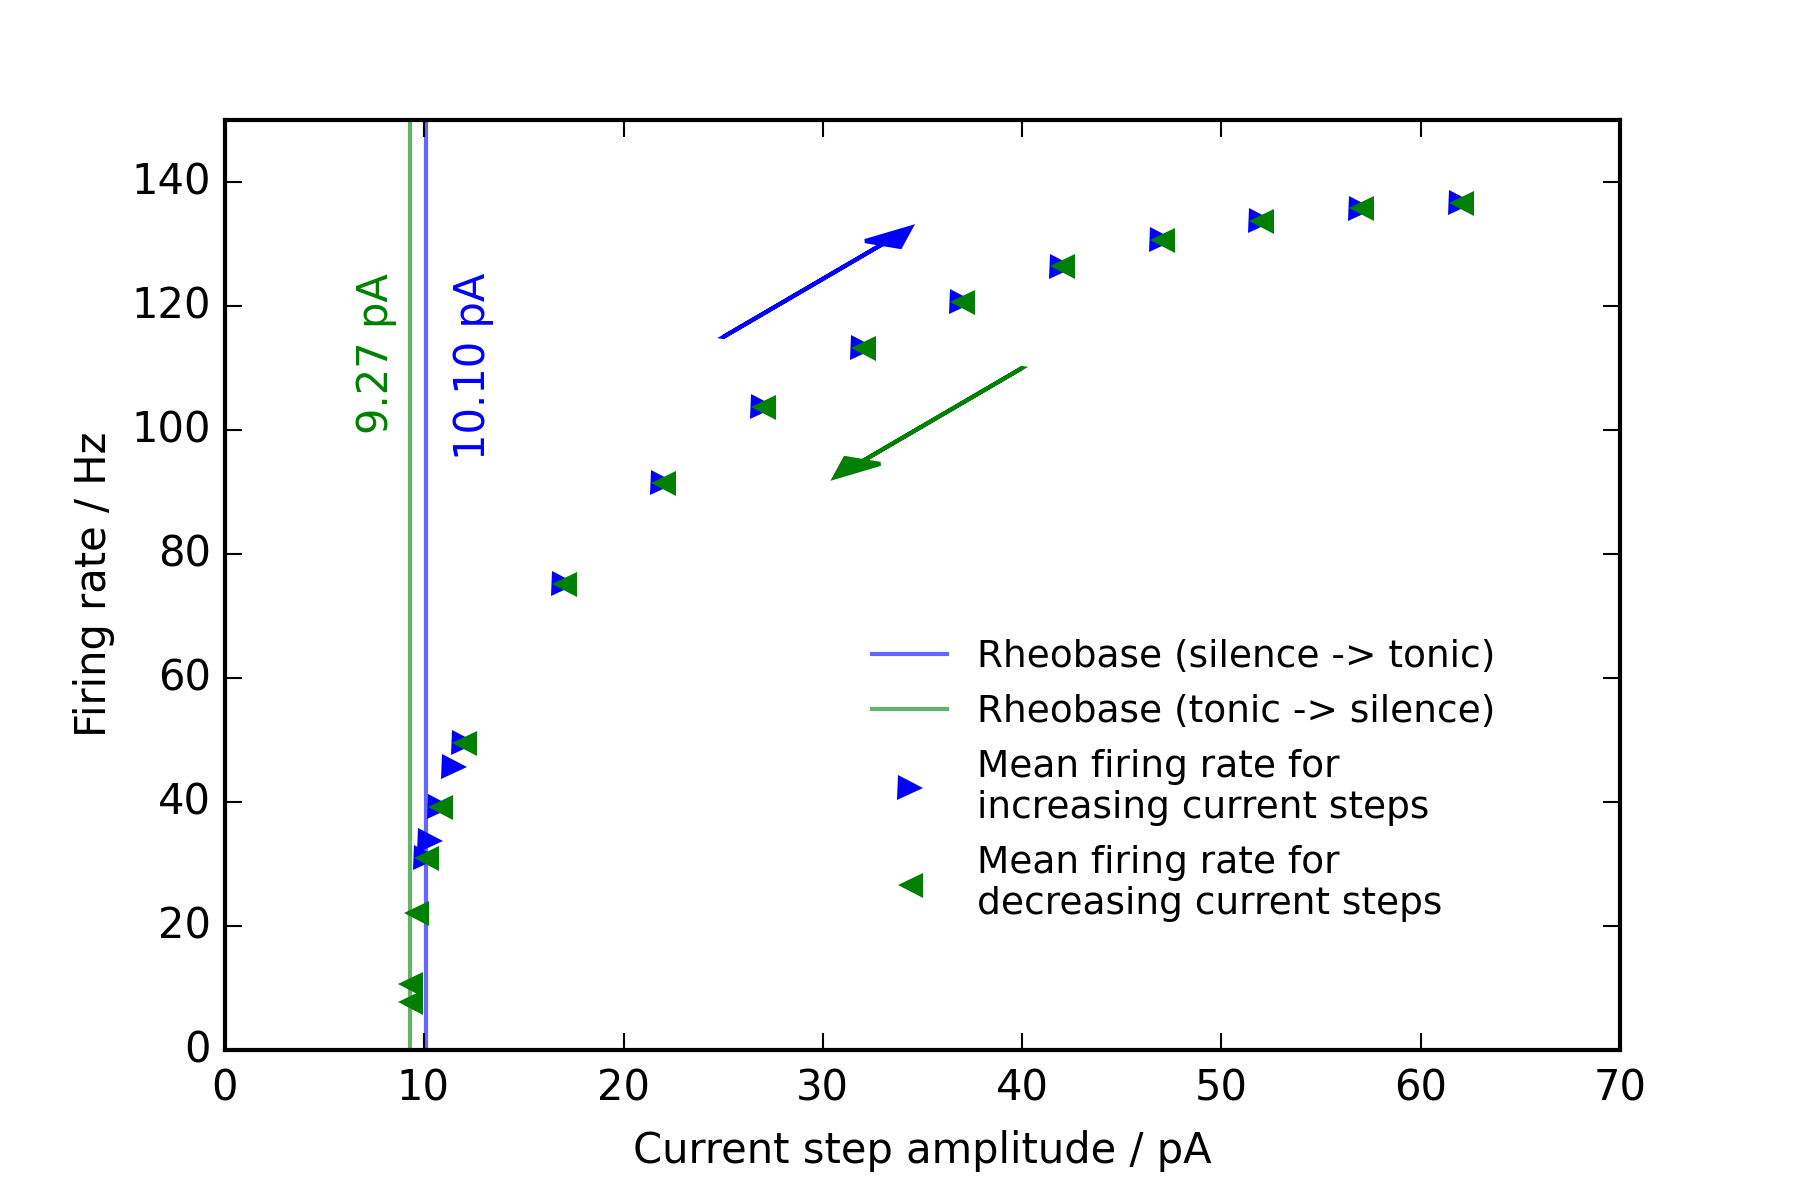 140
120
100
80
60
40
20
0
Firing rate / Hz
9.27 pA
10.10 pA
Rheobase (silence -> tonic)
Rheobase (tonic -> silence)
Mean firing rate for
increasing current steps
Mean firing rate for
decreasing current steps
0 10 20 30 40 50 60 70
Current step amplitude / pA